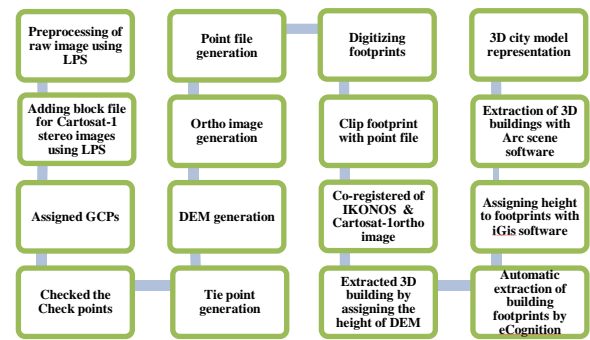 Preprocessing of
raw image using
LPS
Adding block file
for Cartosat-1
stereo images
using LPS
Assigned GCPs
Checked the
Check points
Tie point
generation
DEM generation
Ortho image
generation
Point file
generation
Digitizing
footprints
Clip footprint
with point file
Co-registered of
IKONOS &
Cartosat-1ortho
image
Extracted 3D
building by
assigning the
height of DEM
Automatic
extraction of
building
footprints by
eCognition
Assigning height
to footprints with
iGis software
Extraction of 3D
buildings with
Arc scene
software
3D city model
representation